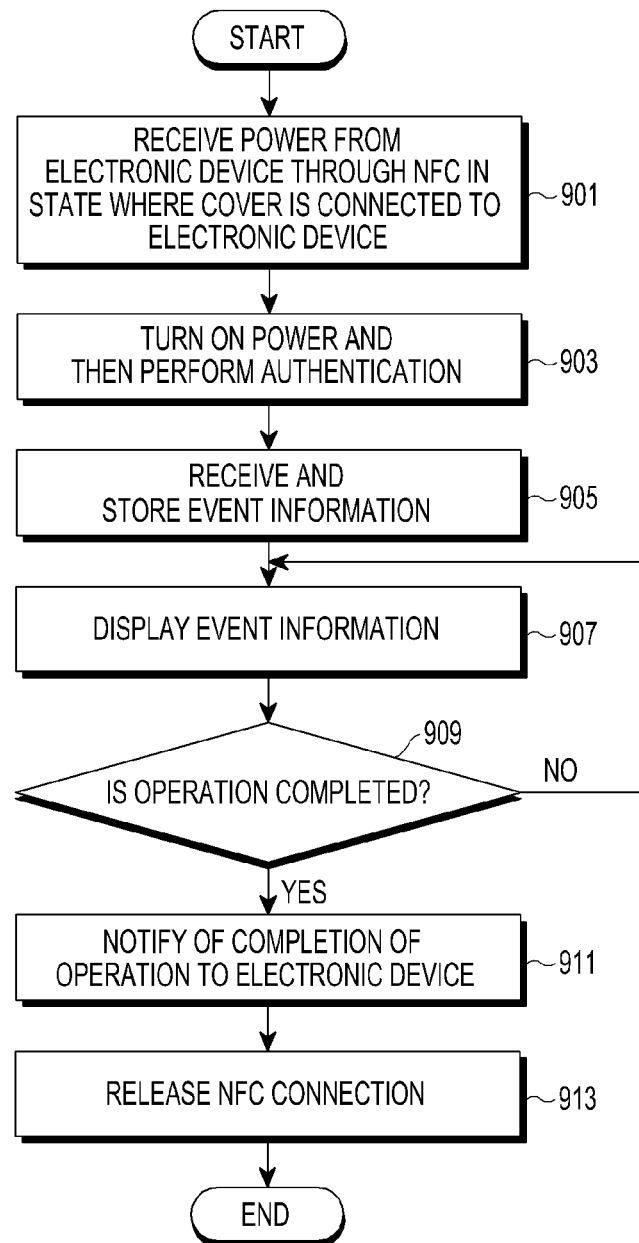 START
RECEIVE POWER FROM
ELECTRONIC DEVICE THROUGH NFC IN
STATE WHERE COVER IS CONNECTED TO
ELECTRONIC DEVICE
901
TURN ON POWER AND
THEN PERFORM AUTHENTICATION
903
RECEIVE AND
STORE EVENT INFORMATION
905
DISPLAY EVENT INFORMATION
907
909
IS OPERATION COMPLETED?
NO
YES
NOTIFY OF COMPLETION OF
OPERATION TO ELECTRONIC DEVICE
911
RELEASE NFC CONNECTION
913
END